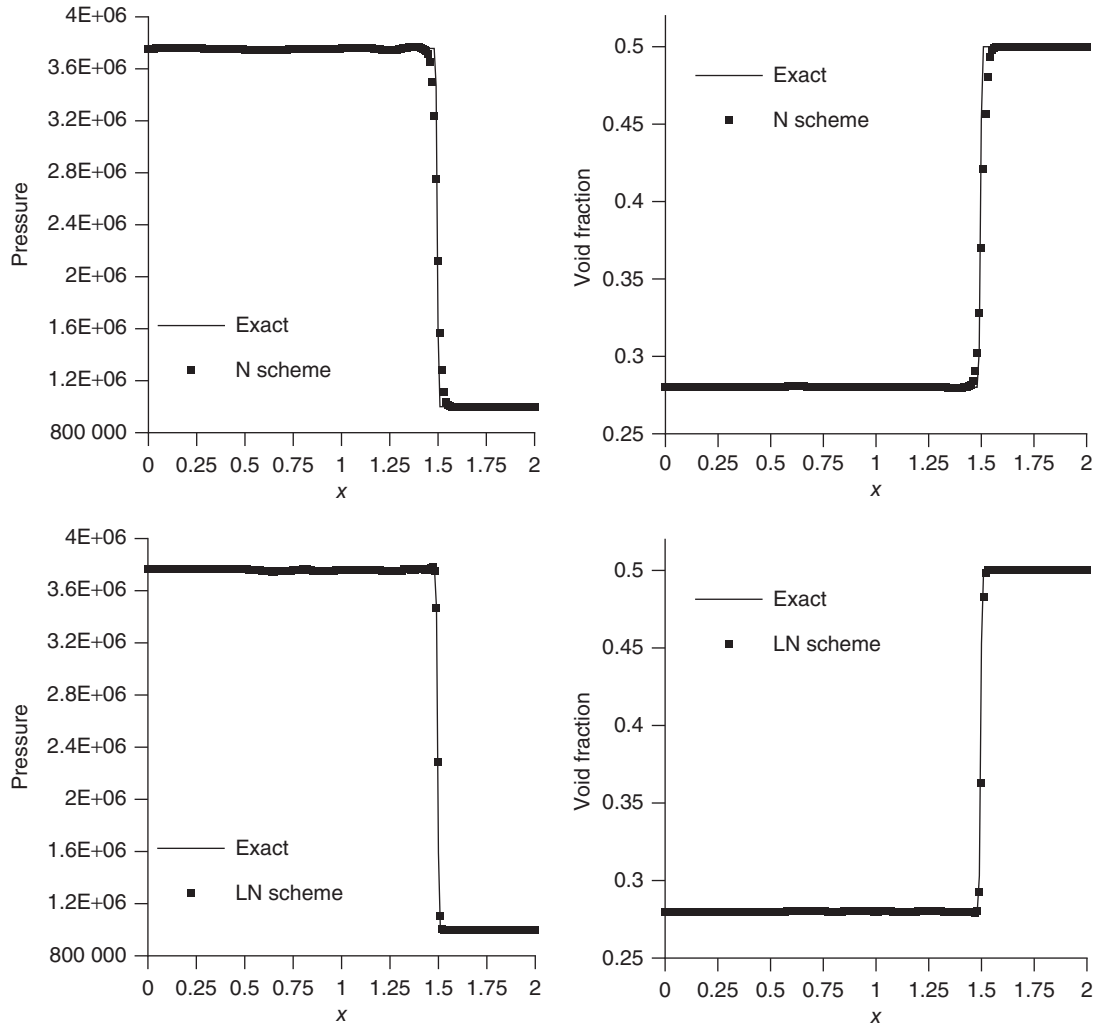 4E+06
3.6E+06
3.2E+06
2.8E+06
2.4E+06
2E+06
1.6E+06
1.2E+06
800 000
Pressure
Exact
N scheme
0 0.25 0.5 0.75 1 1.25 1.5 1.75 2
x
0.5
0.45
0.4
0.35
0.3
0.25
Void fraction
Exact
N scheme
0 0.25 0.5 0.75 1 1.25 1.5 1.75 2
x
4E+06
3.6E+06
3.2E+06
2.8E+06
2.4E+06
2E+06
1.6E+06
1.2E+06
800 000
Pressure
Exact
LN scheme
0 0.25 0.5 0.75 1 1.25 1.5 1.75 2
x
0.5
0.45
0.4
0.35
0.3
0.25
Void fraction
Exact
LN scheme
0 0.25 0.5 0.75 1 1.25 1.5 1.75 2
x